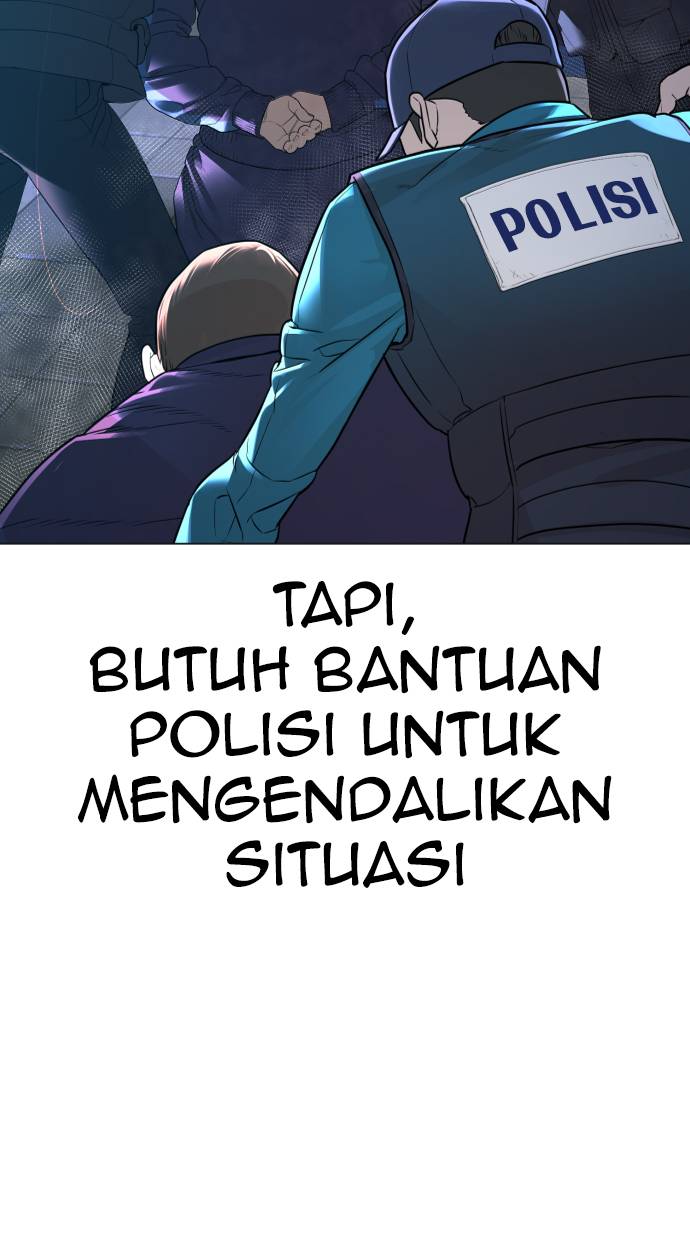 POLISI
TAPI,
BUTUH BANTUAN
POLISI UNTUK
MENGENDALIKAN
SITUASI